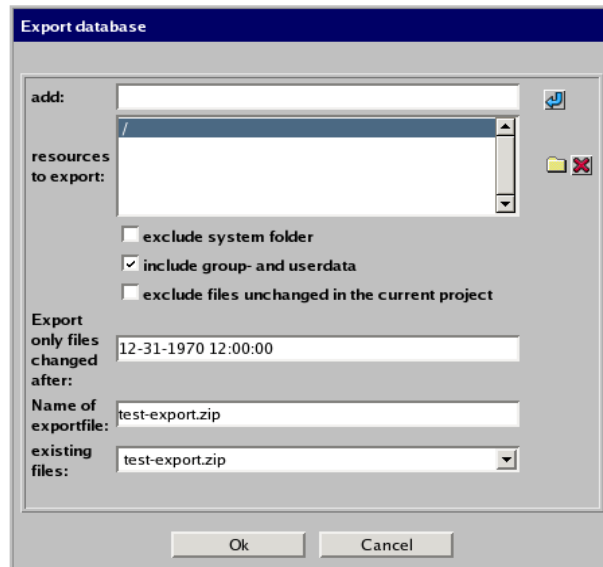 Export database
add:
/
resources
to export:
exclude system folder
include group- and userdata
exclude files unchanged in the current project
Export
only files
changed
after:
12-31-1970 12:00:00
Name of
exportfile:
test-export.zip
existing
files:
test-export.zip
Ok
Cancel